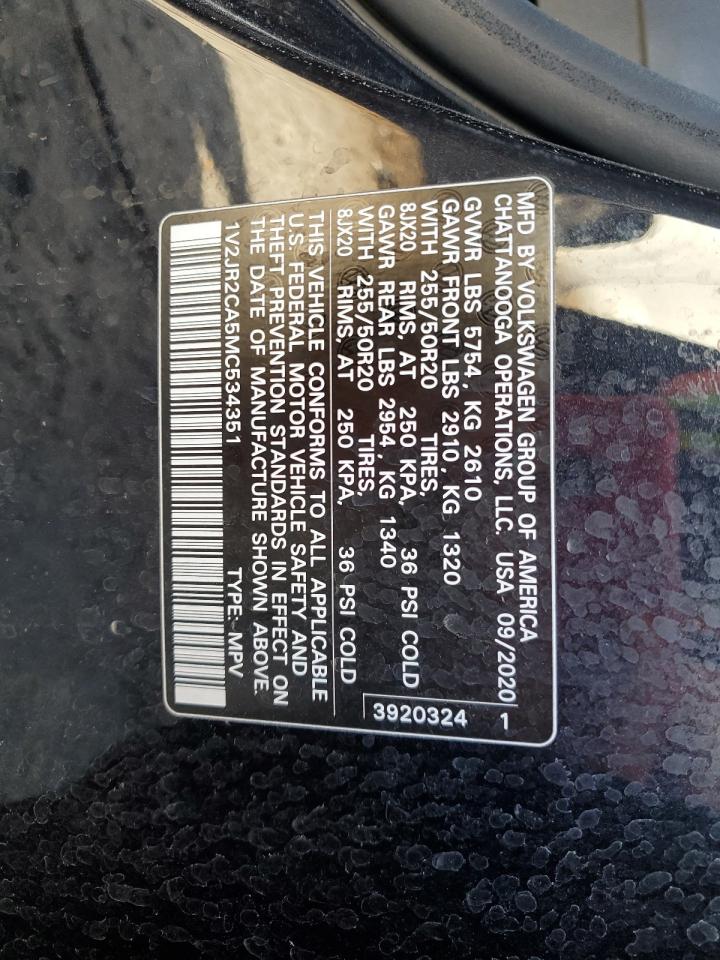 MFD BY VOLKSWAGEN GROUP OF AMERICA
CHATTANOOGA OPERATIONS, LLC. USA 09/2020 1
GVWR LBS 5754, KG 2610
GAWR FRONT LBS 2910, KG 1320
WITH 255/50R20 TIRES,
8JX20 RIMS, AT 250 KPA, 36 PSI COLD
GAWR REAR LBS 2954, KG 1340
WITH 255/50R20 TIRES,
8JX20 RIMS, AT 250 KPA, 36 PSI COLD
3920324
THIS VEHICLE CONFORMS TO ALL APPLICABLE
U.S. FEDERAL MOTOR VEHICLE SAFETY AND
THEFT PREVENTION STANDARDS IN EFFECT ON
THE DATE OF MANUFACTURE SHOWN ABOVE.
1V2JR2CA5MC534351 TYPE: MPV